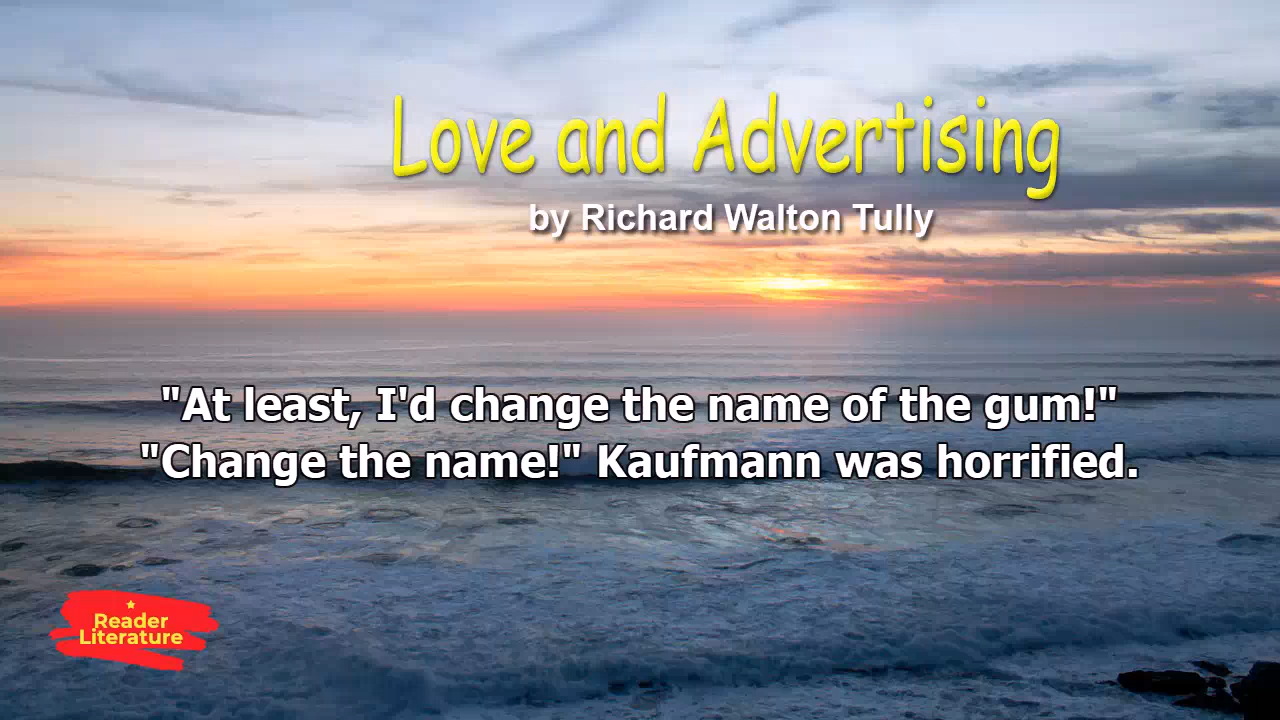 Love and Advertising
by Richard Walton Tully
"At least, I'd change the name of the gum!"
"Change the name!" Kaufmann was horrified.
Reader
Literature